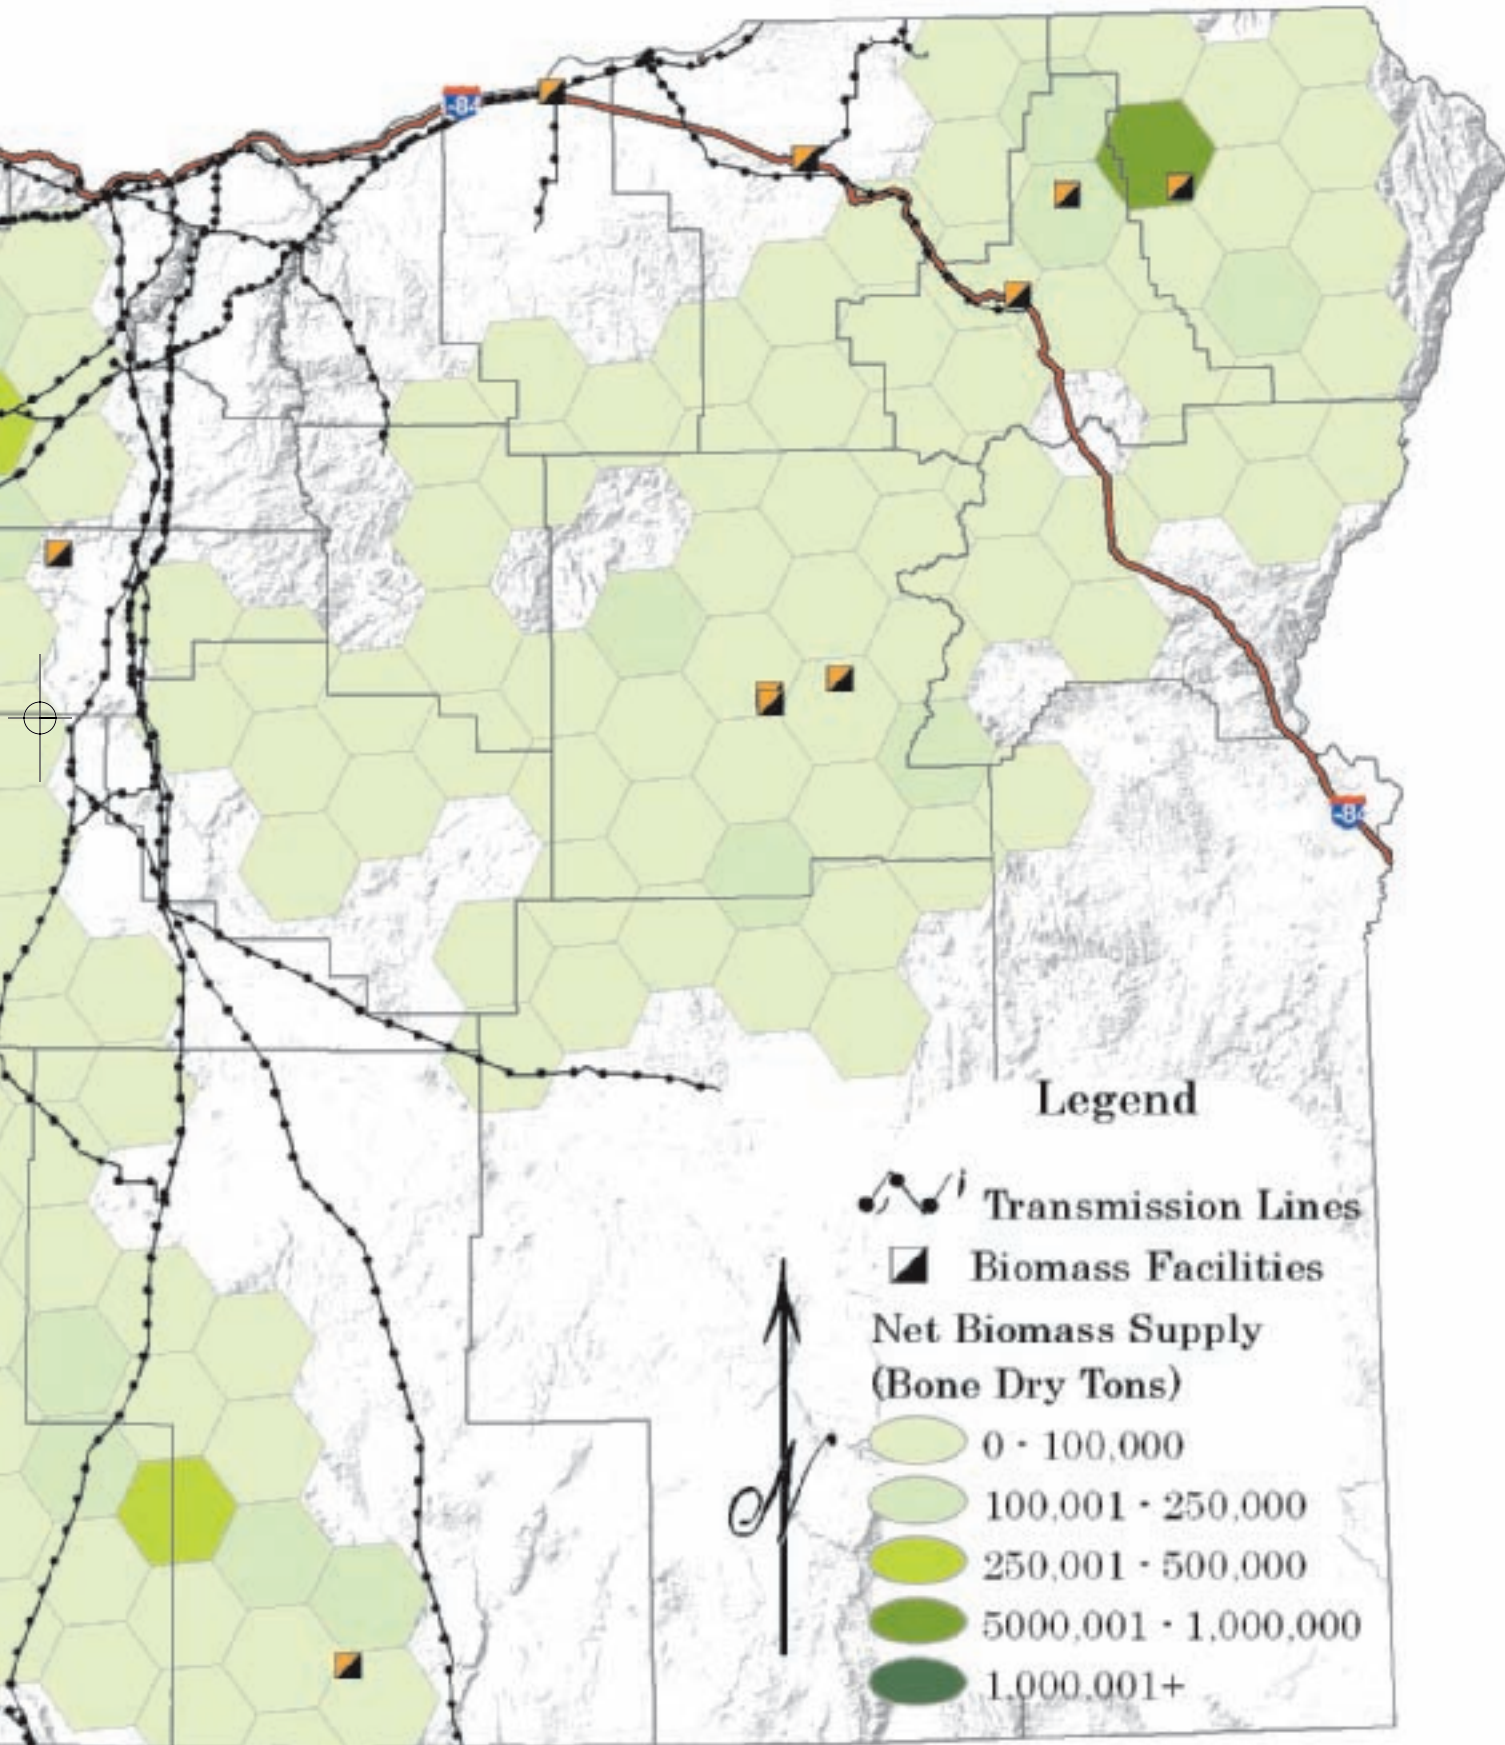 -84
-84
Legend
Transmission Lines
Biomass Facilities
Net Biomass Supply
(Bone Dry Tons)
0 - 100,000
100,001 - 250,000
250,001 - 500,000
5000,001 - 1,000,000
1,000,001+
N